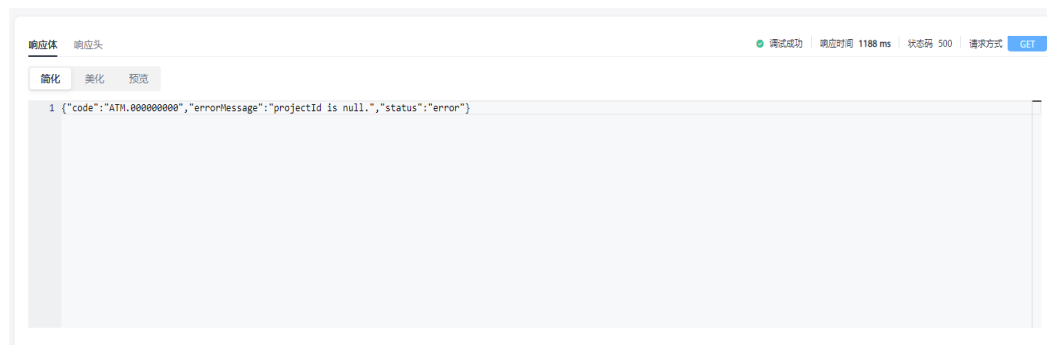 响应体 响应头 调试成功 响应时间 1188 ms 状态码 500 请求方式 GET
简化 美化 预览
1 {"code":"ATM.000000000","errorMessage":"projectId is null.","status":"error"}